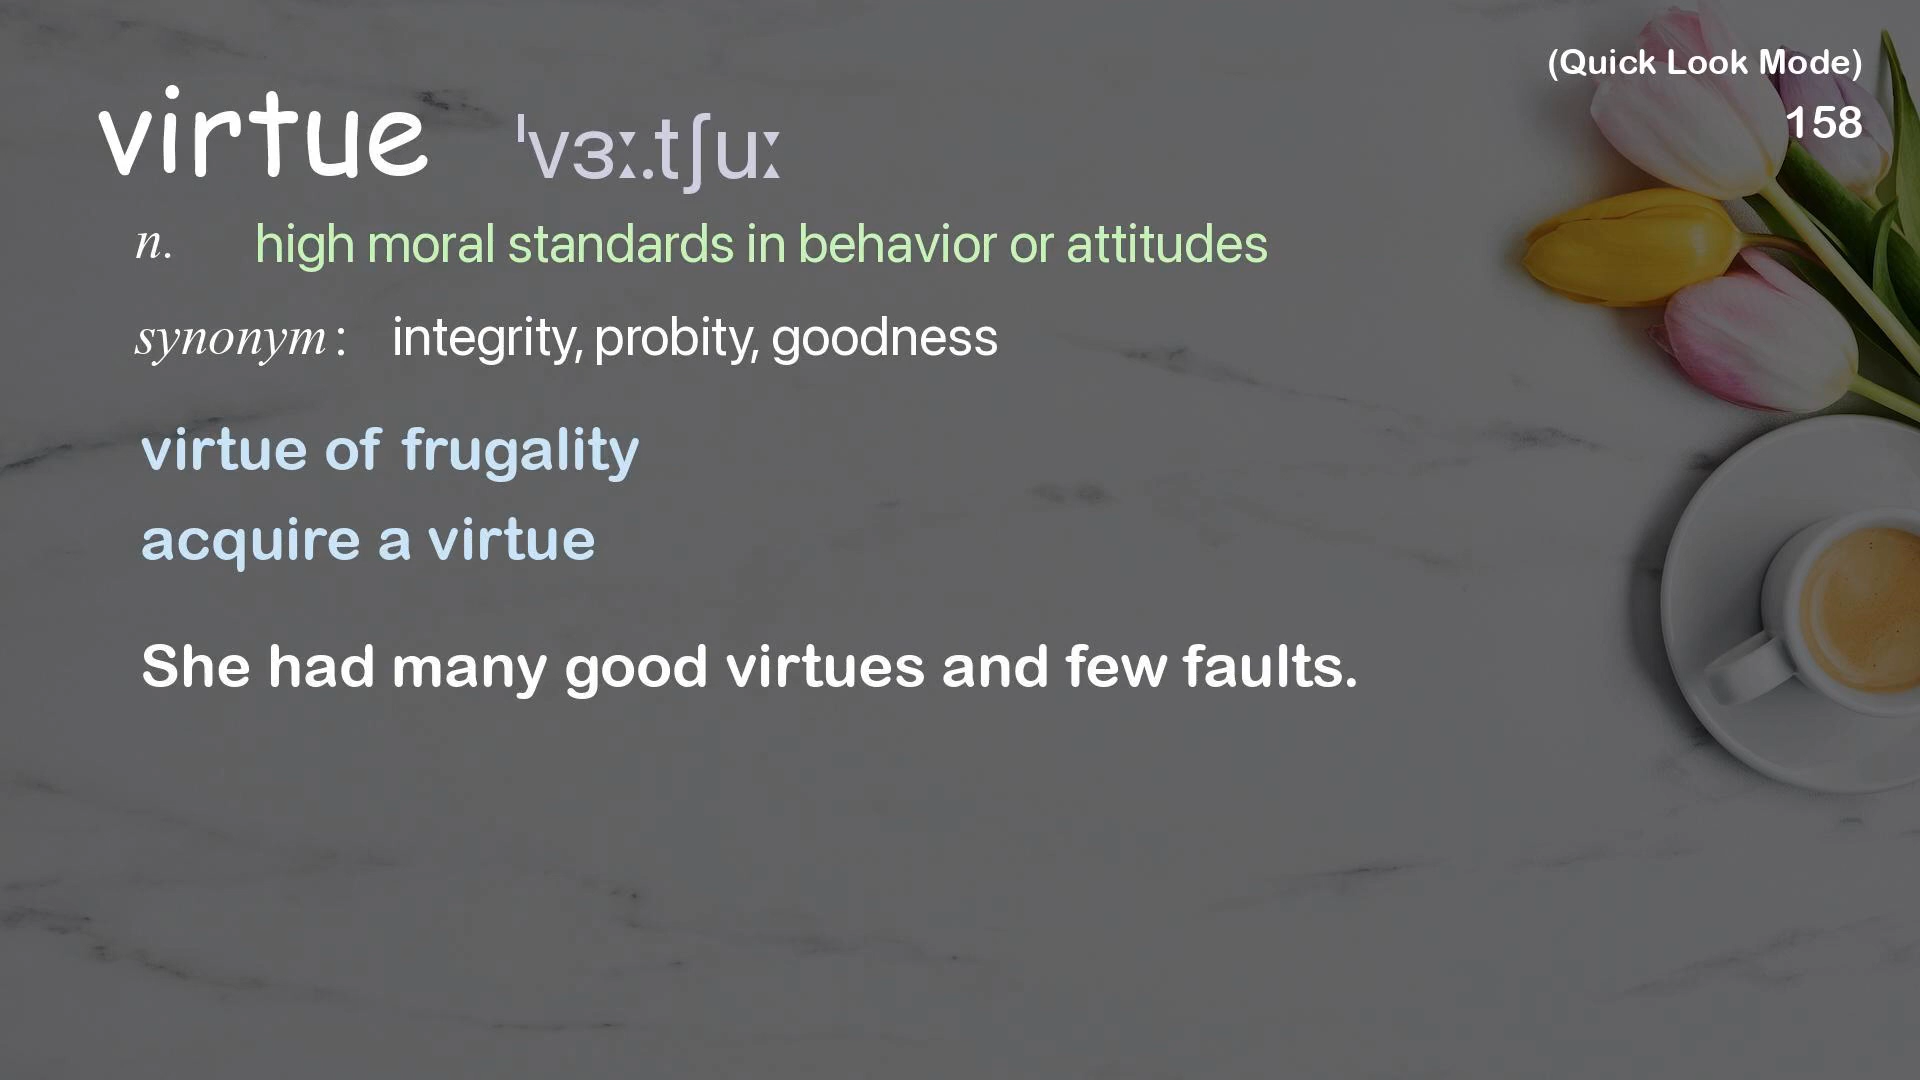 (Quick Look Mode)
158
virtue ˈvɜː.tʃuː
n. high moral standards in behavior or attitudes
synonym : integrity, probity, goodness
virtue of frugality
acquire a virtue
She had many good virtues and few faults.